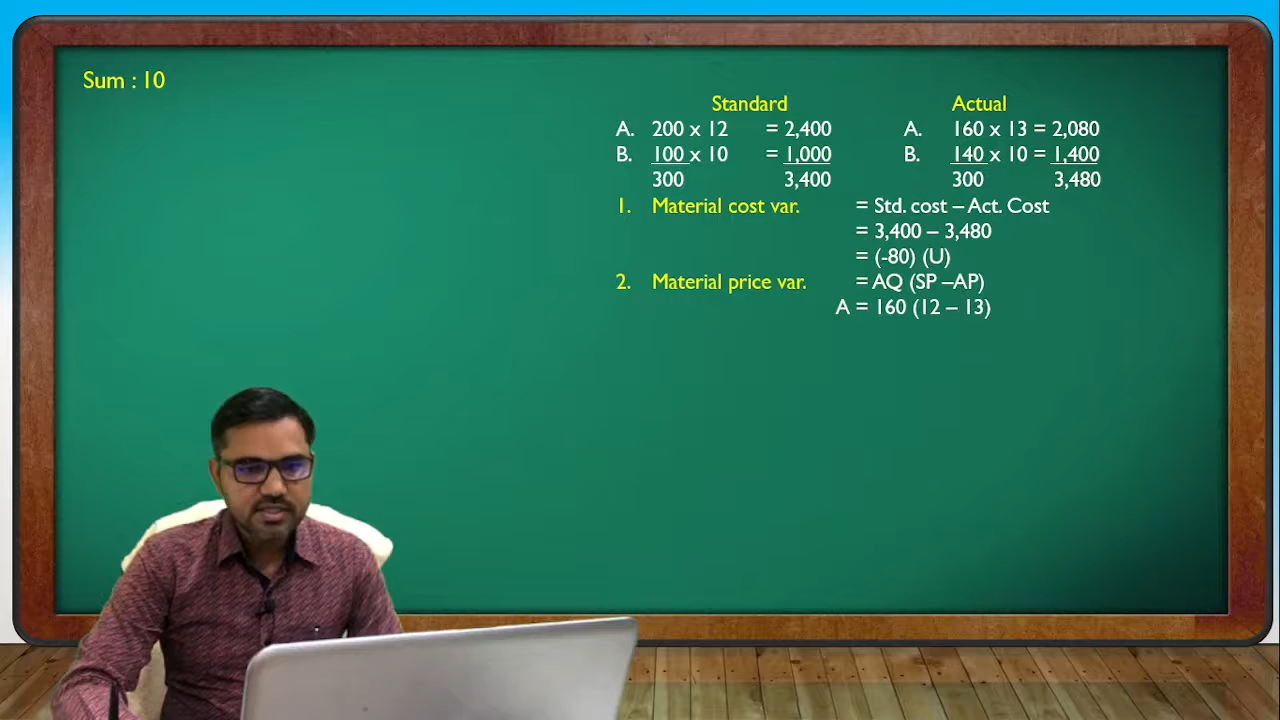 Sum : 10
Standard Actual
A. 200 x 12 = 2,400 A. 160 x 13 = 2,080
B. 100 x 10 = 1,000 B. 140 x 10 = 1,400
300 3,400 300 3,480
1. Material cost var. = Std. cost – Act. Cost
= 3,400 – 3,480
= (-80) (U)
2. Material price var. = AQ (SP –AP)
A = 160 (12 – 13)